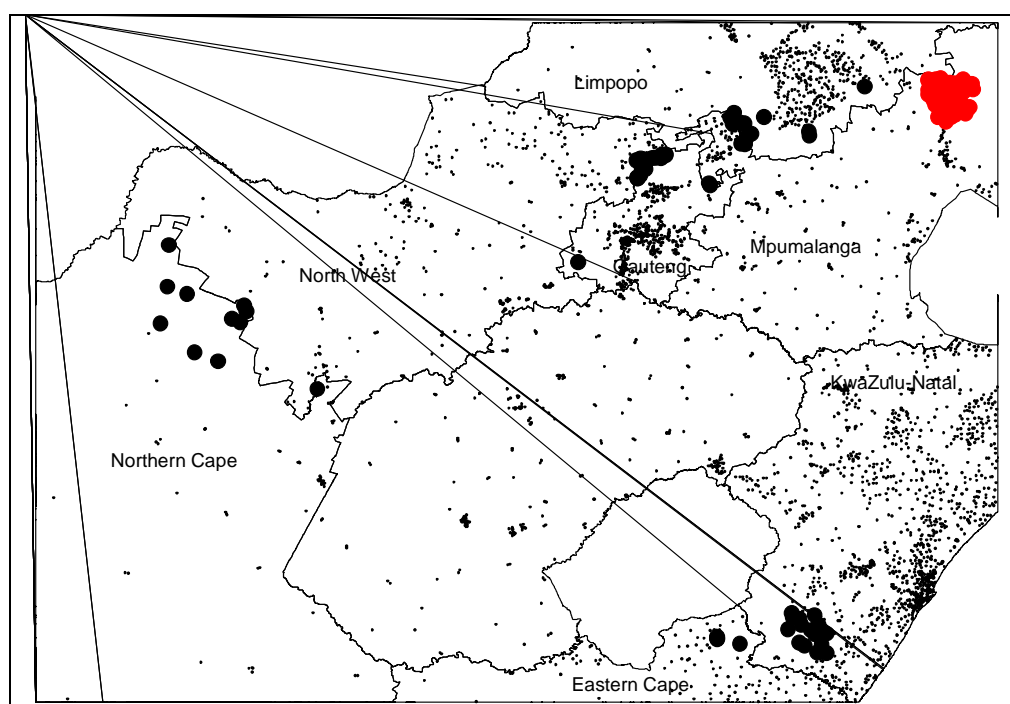 Limpopo
Mpumalanga
Gauteng
North West
KwaZulu-Natal
Northern Cape
Eastern Cape